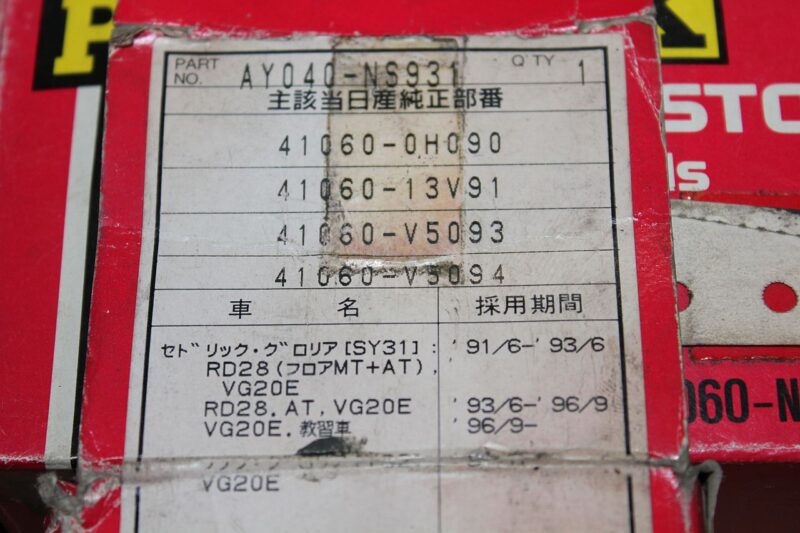 PART NO. AY040-NS931 Q'TY 1
主該当日産純正部番
41060-0H090
41060-13V91
41060-V5093
41060-V5094
車 名 採用期間
セドリック・グロリア[SY31]: '91/6-'93/6
RD28(フロアMT+AT),
VG20E
RD28.AT,VG20E '93/6-'96/9
VG20E.教習車 '96/9-
VG20E
STO
ls
060-N
P
K